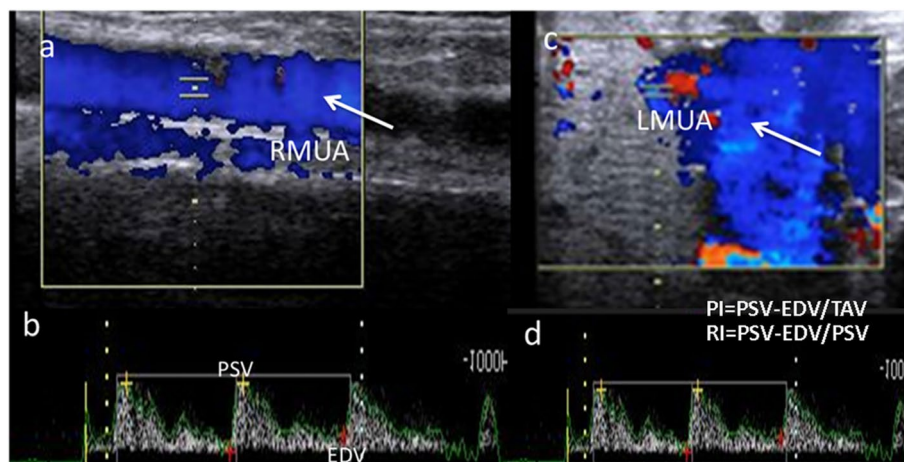 a
c
RMUA
LMUA
PI=PSV-EDV/TAV
RI=PSV-EDV/PSV
b
d
PSV
EDV